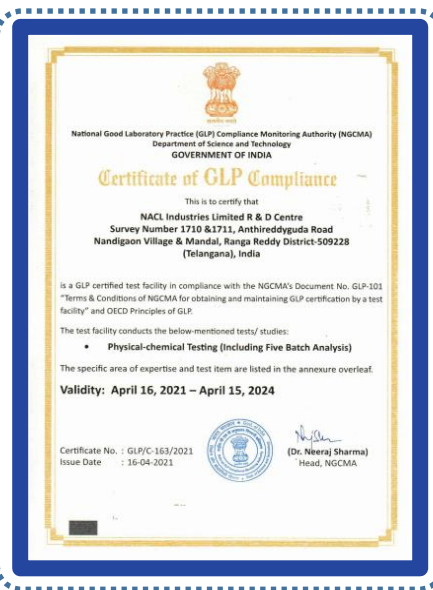 National Good Laboratory Practice (GLP) Compliance Monitoring Authority (NGCMA)
Department of Science and Technology
GOVERNMENT OF INDIA
Certificate of GLP Compliance
This is to certify that
NACL Industries Limited R & D Centre
Survey Number 1710 &1711, Anthireddyguda Road
Nandigaon Village & Mandal, Ranga Reddy District-509228
(Telangana), India
is a GLP certified test facility in compliance with the NGCMA's Document No. GLP-101
"Terms & Conditions of NGCMA for obtaining and maintaining GLP certification by a test
facility" and OECD Principles of GLP.
The test facility conducts the below-mentioned tests/ studies:
• Physical-chemical Testing (Including Five Batch Analysis)
The specific area of expertise and test item are listed in the annexure overleaf.
Validity: April 16, 2021 – April 15, 2024
Certificate No. : GLP/C-163/2021
Issue Date : 16-04-2021
(Dr. Neeraj Sharma)
Head, NGCMA